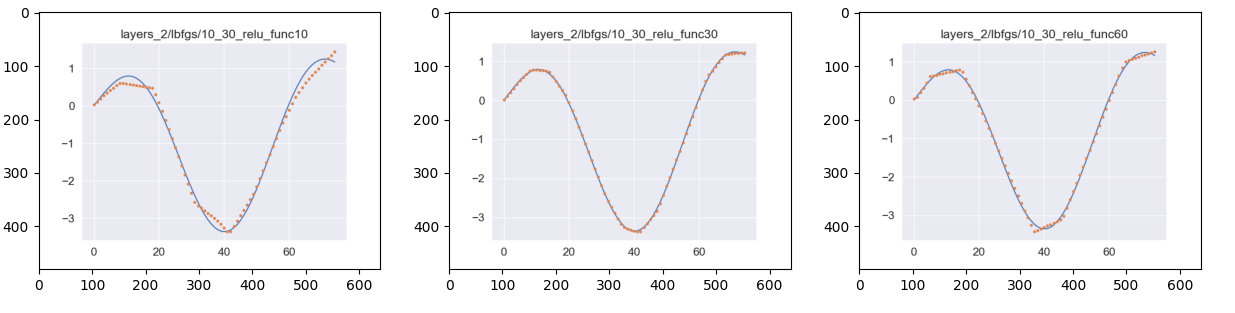 layers_2/lbfgs/10_30_relu_func10
layers_2/lbfgs/10_30_relu_func30
layers_2/lbfgs/10_30_relu_func60
0 0 0
100 1 100 1 100 1
0 0 0
200 200 200
−1 −1 −1
300 −2 300 −2 300 −2
400 −3 400 −3 400 −3
0 20 40 60 0 20 40 60 0 20 40 60
0 100 200 300 400 500 600 0 100 200 300 400 500 600 0 100 200 300 400 500 600